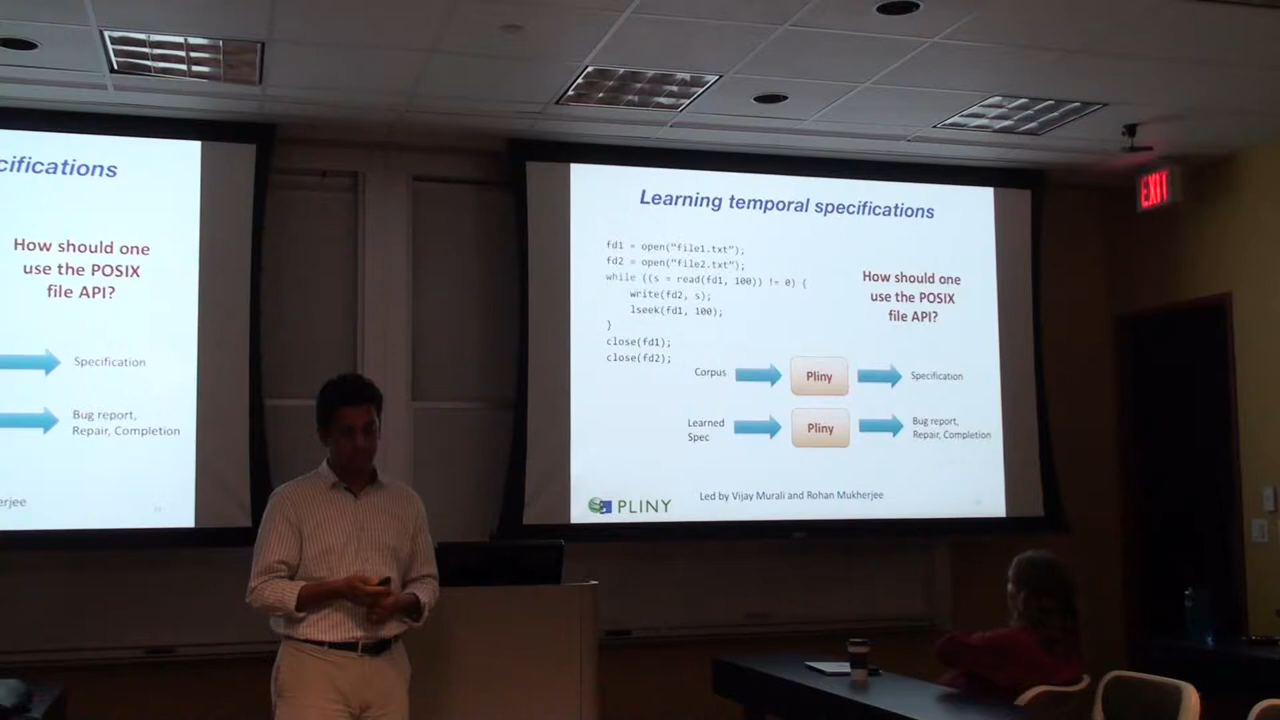 cifications
How should one
use the POSIX
file API?
Specification
Bug report,
Repair, Completion
erjee
Learning temporal specifications
fd1 = open("file1.txt");
fd2 = open("file2.txt");
while ((s = read(fd1, 100)) != 0) {
write(fd2, s);
lseek(fd1, 100);
}
close(fd1);
close(fd2);
How should one
use the POSIX
file API?
Corpus
Pliny
Specification
Learned
Spec
Pliny
Bug report,
Repair, Completion
Led by Vijay Murali and Rohan Mukherjee
PLINY
EXIT